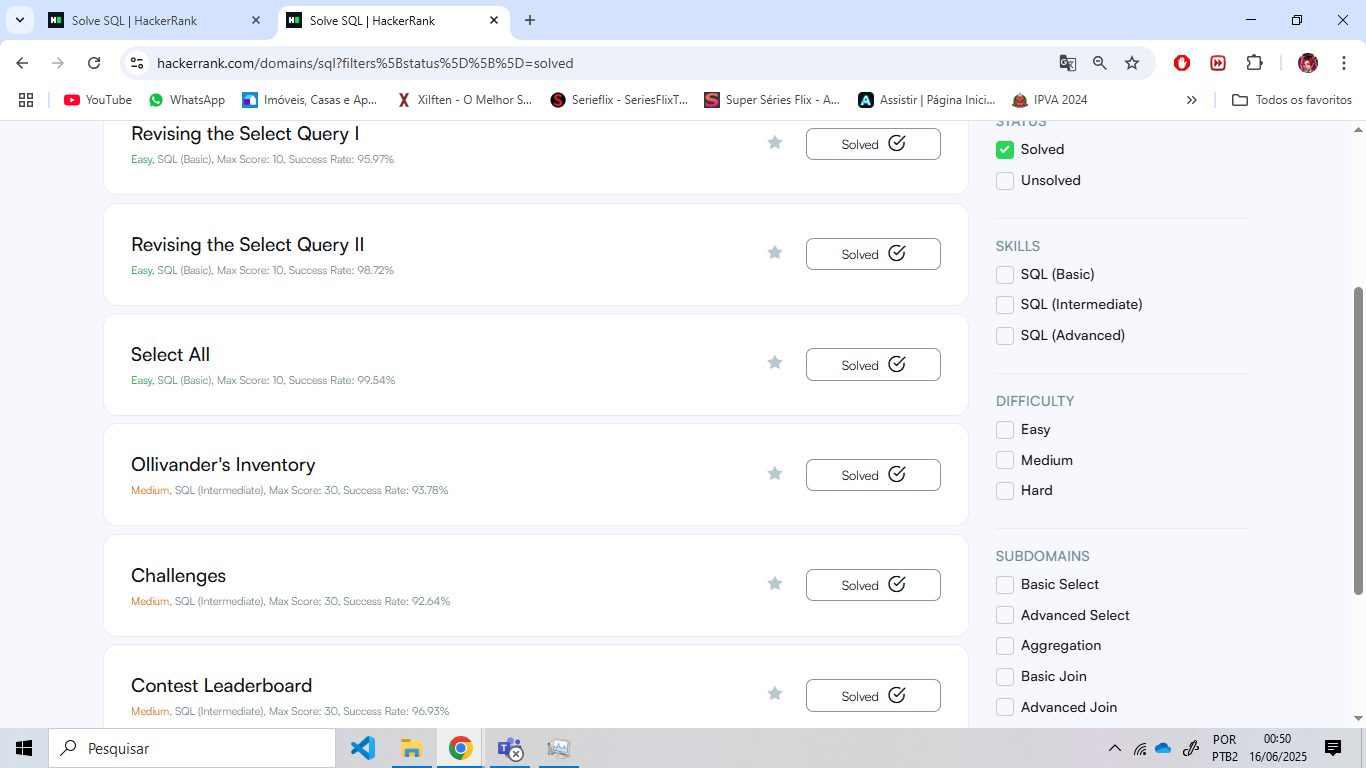 Solve SQL | HackerRank
Solve SQL | HackerRank
hackerrank.com/domains/sql?filters%5Bstatus%5D%5B%5D=solved
YouTube
WhatsApp
Imóveis, Casas e Ap...
Xilften - O Melhor S...
Serieflix - SeriesFlixT...
Super Séries Flix - A...
Assistir | Página Inici...
IPVA 2024
Todos os favoritos
Revising the Select Query I
Easy, SQL (Basic), Max Score: 10, Success Rate: 95.97%
Solved
Revising the Select Query II
Easy, SQL (Basic), Max Score: 10, Success Rate: 98.72%
Solved
Select All
Easy, SQL (Basic), Max Score: 10, Success Rate: 99.54%
Solved
Ollivander's Inventory
Medium, SQL (Intermediate), Max Score: 30, Success Rate: 93.78%
Solved
Challenges
Medium, SQL (Intermediate), Max Score: 30, Success Rate: 92.64%
Solved
Contest Leaderboard
Medium, SQL (Intermediate), Max Score: 30, Success Rate: 96.93%
Solved
STATUS
Solved
Unsolved
SKILLS
SQL (Basic)
SQL (Intermediate)
SQL (Advanced)
DIFFICULTY
Easy
Medium
Hard
SUBDOMAINS
Basic Select
Advanced Select
Aggregation
Basic Join
Advanced Join
Pesquisar
POR
PTB2
00:50
16/06/2025